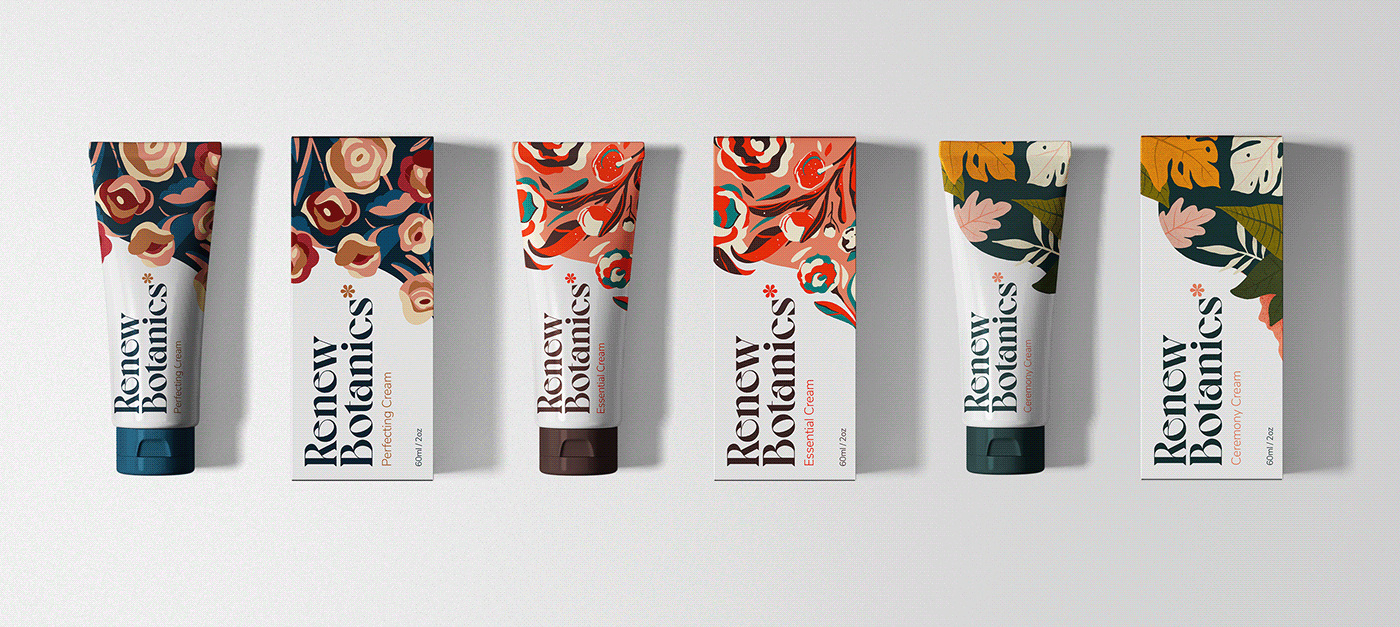 Renew
Botanics*
Perfecting Cream
Renew
Botanics*
Perfecting Cream
60ml / 2oz
Renew
Botanics*
Essential Cream
Renew
Botanics*
Essential Cream
60ml / 2oz
Renew
Botanics*
Ceremony Cream
Renew
Botanics*
Ceremony Cream
60ml / 2oz